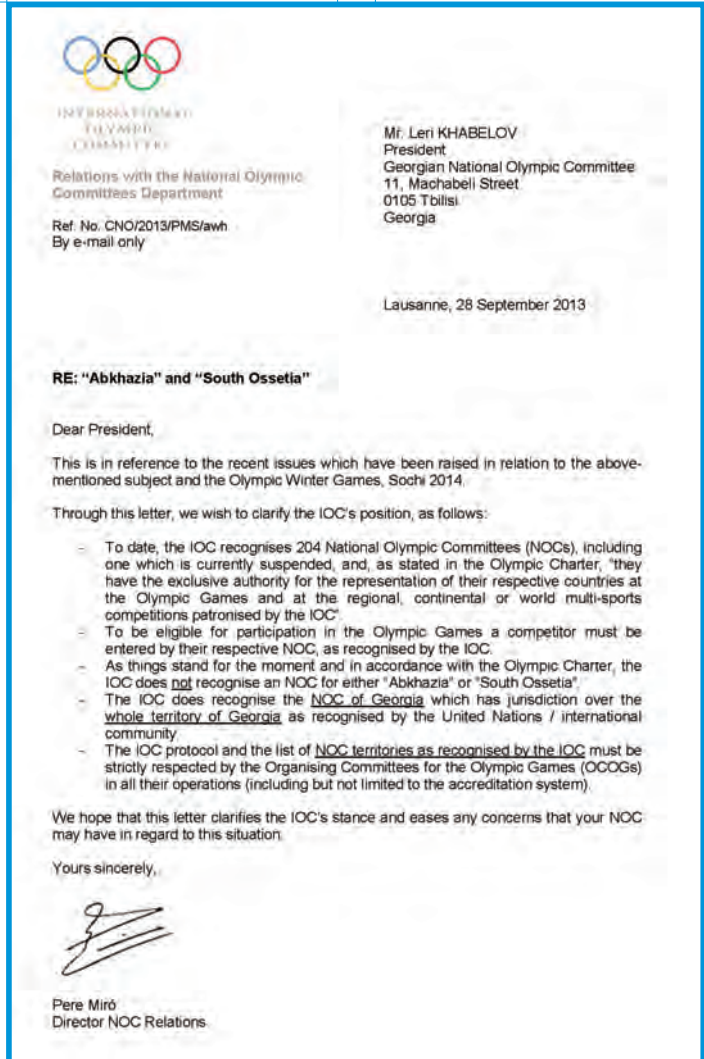 INTERNATIONAL
OLYMPIC
COMMITTEE
Relations with the National Olympic
Committees Department
Ref. No. CNO/2013/PMS/awh
By e-mail only
Mr. Leri KHABELOV
President
Georgian National Olympic Committee
11, Machabeli Street
0105 Tbilisi
Georgia
Lausanne, 28 September 2013
RE: “Abkhazia” and “South Ossetia”
Dear President,
This is in reference to the recent issues which have been raised in relation to the above-
mentioned subject and the Olympic Winter Games, Sochi 2014.
Through this letter, we wish to clarify the IOC's position, as follows:
- To date, the IOC recognises 204 National Olympic Committees (NOCs), including
one which is currently suspended, and, as stated in the Olympic Charter, “they
have the exclusive authority for the representation of their respective countries at
the Olympic Games and at the regional, continental or world multi-sports
competitions patronised by the IOC”.
- To be eligible for participation in the Olympic Games a competitor must be
entered by their respective NOC, as recognised by the IOC.
- As things stand for the moment and in accordance with the Olympic Charter, the
IOC does not recognise an NOC for either “Abkhazia” or “South Ossetia”.
- The IOC does recognise the NOC of Georgia which has jurisdiction over the
whole territory of Georgia as recognised by the United Nations / international
community.
- The IOC protocol and the list of NOC territories as recognised by the IOC must be
strictly respected by the Organising Committees for the Olympic Games (OCOGs)
in all their operations (including but not limited to the accreditation system).
We hope that this letter clarifies the IOC's stance and eases any concerns that your NOC
may have in regard to this situation.
Yours sincerely,
Pere Miró
Director NOC Relations